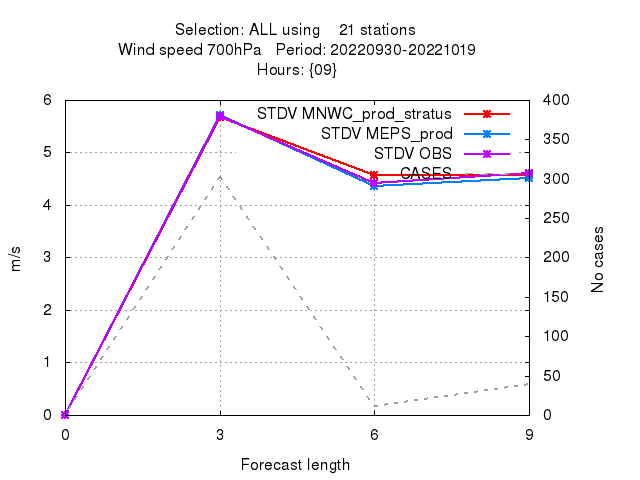 Selection: ALL using    21 stations
Wind speed 700hPa   Period: 20220930-20221019
Hours: {09}
6 400
STDV MNWC_prod_stratus
350
STDV MEPS_prod
5
STDV OBS
300
CASES
4
250
m/s
3 200
No cases
150
2
100
1
50
0 0
0 3 6 9
Forecast length